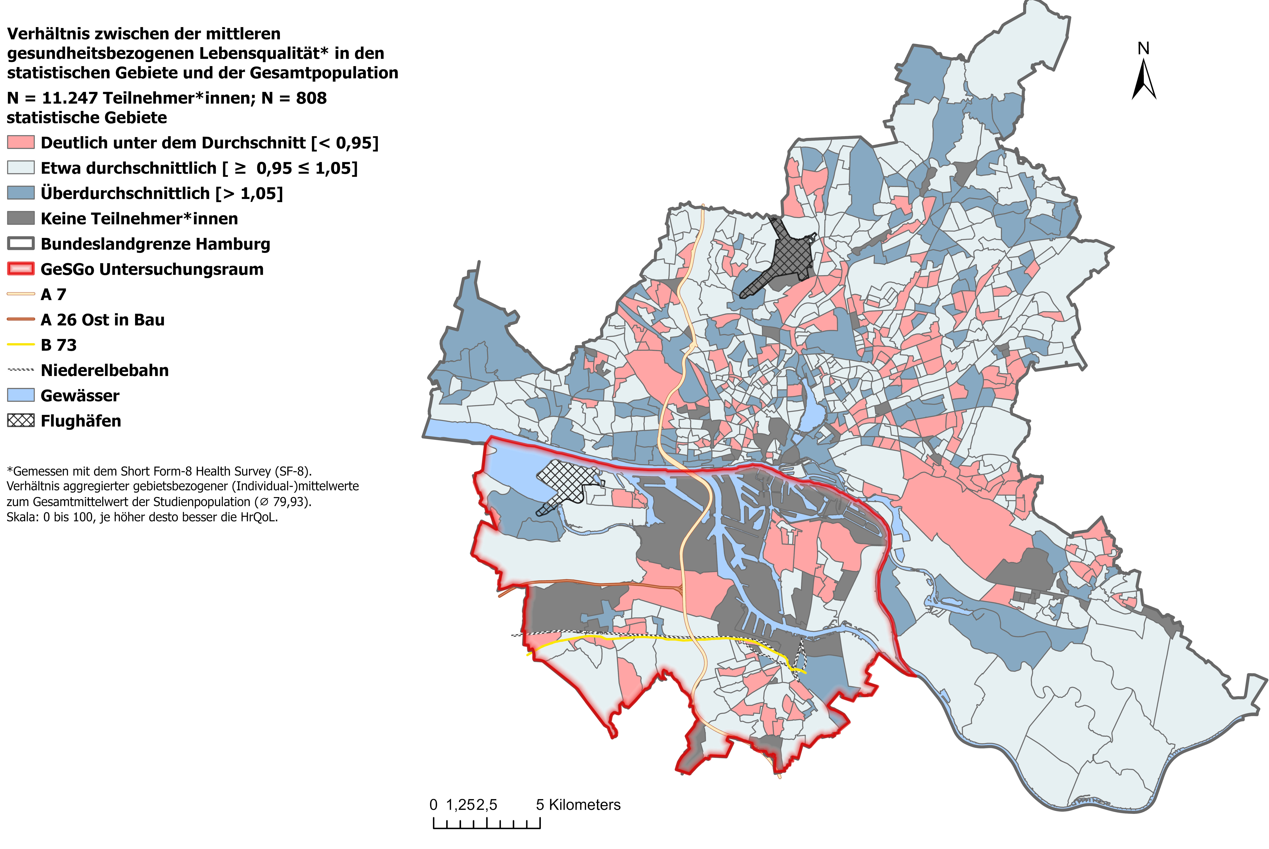 Verhältnis zwischen der mittleren
gesundheitsbezogenen Lebensqualität* in den
statistischen Gebiete und der Gesamtpopulation
N = 11.247 Teilnehmer*innen; N = 808
statistische Gebiete
Deutlich unter dem Durchschnitt [< 0,95]
Etwa durchschnittlich [ ≥ 0,95 ≤ 1,05]
Überdurchschnittlich [> 1,05]
Keine Teilnehmer*innen
Bundeslandgrenze Hamburg
GeSGo Untersuchungsraum
A 7
A 26 Ost in Bau
B 73
Niederelbebahn
Gewässer
Flughäfen
*Gemessen mit dem Short Form-8 Health Survey (SF-8).
Verhältnis aggregierter gebietsbezogener (Individual-)mittelwerte
zum Gesamtmittelwert der Studienpopulation (∅ 79,93).
Skala: 0 bis 100, je höher desto besser die HrQoL.
N
0 1,25 2,5 5 Kilometers